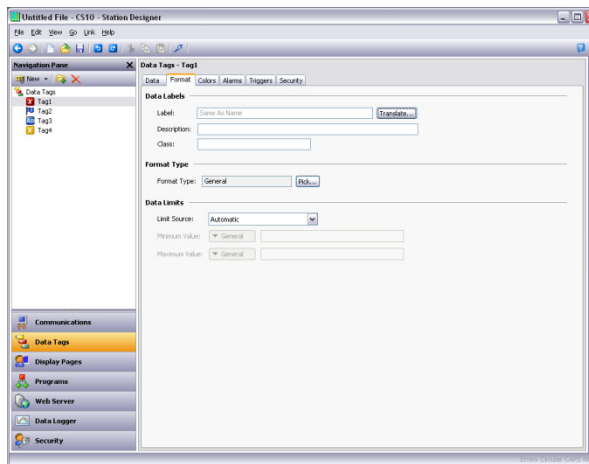 Untitled File - CS10 - Station Designer
File Edit View Go Link Help
Navigation Pane
New
Data Tags
Tag1
Tag2
Tag3
Tag4
Communications
Data Tags
Display Pages
Programs
Web Server
Data Logger
Security
Data Tags - Tag1
Data Format Colors Alarms Triggers Security
Data Labels
Label: Same As Name Translate...
Description:
Class:
Format Type
Format Type: General Pick...
Data Limits
Limit Source: Automatic
Minimum Value: General
Maximum Value: General
Errors Circular CAPS